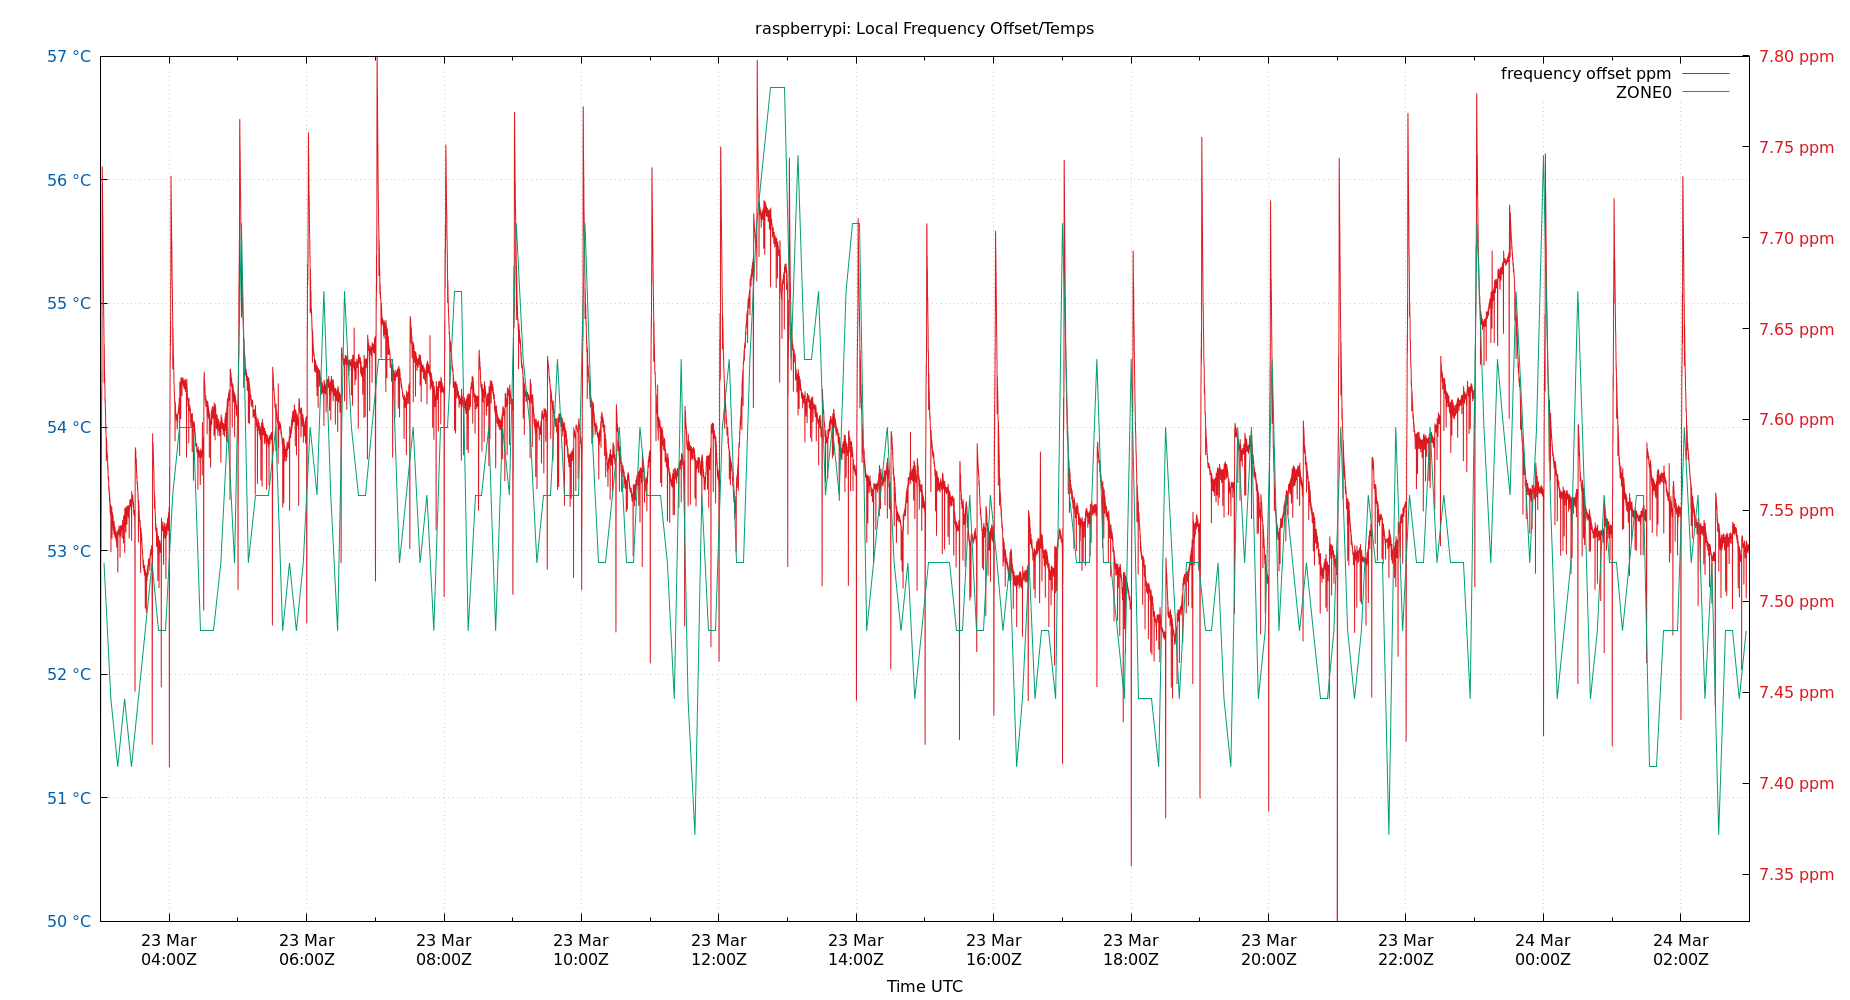 raspberrypi: Local Frequency Offset/Temps
57 °C
56 °C
55 °C
54 °C
53 °C
52 °C
51 °C
50 °C
7.80 ppm
7.75 ppm
7.70 ppm
7.65 ppm
7.60 ppm
7.55 ppm
7.50 ppm
7.45 ppm
7.40 ppm
7.35 ppm
frequency offset ppm
ZONE0
23 Mar
04:00Z
23 Mar
06:00Z
23 Mar
08:00Z
23 Mar
10:00Z
23 Mar
12:00Z
23 Mar
14:00Z
23 Mar
16:00Z
23 Mar
18:00Z
23 Mar
20:00Z
23 Mar
22:00Z
24 Mar
00:00Z
24 Mar
02:00Z
Time UTC